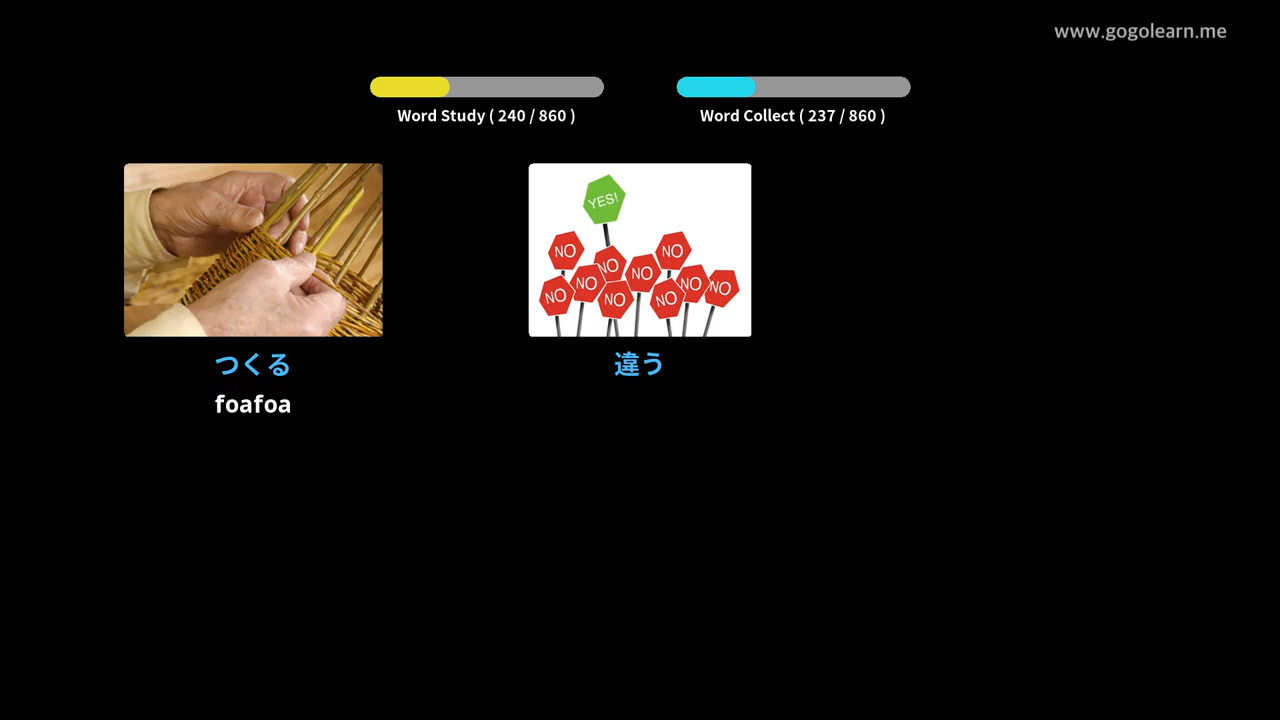 www.gogolearn.me
Word Study ( 240 / 860 )
Word Collect ( 237 / 860 )
YES!
NO
NO
NO
NO
NO
NO
NO
NO
NO
NO
つくる
違う
foafoa